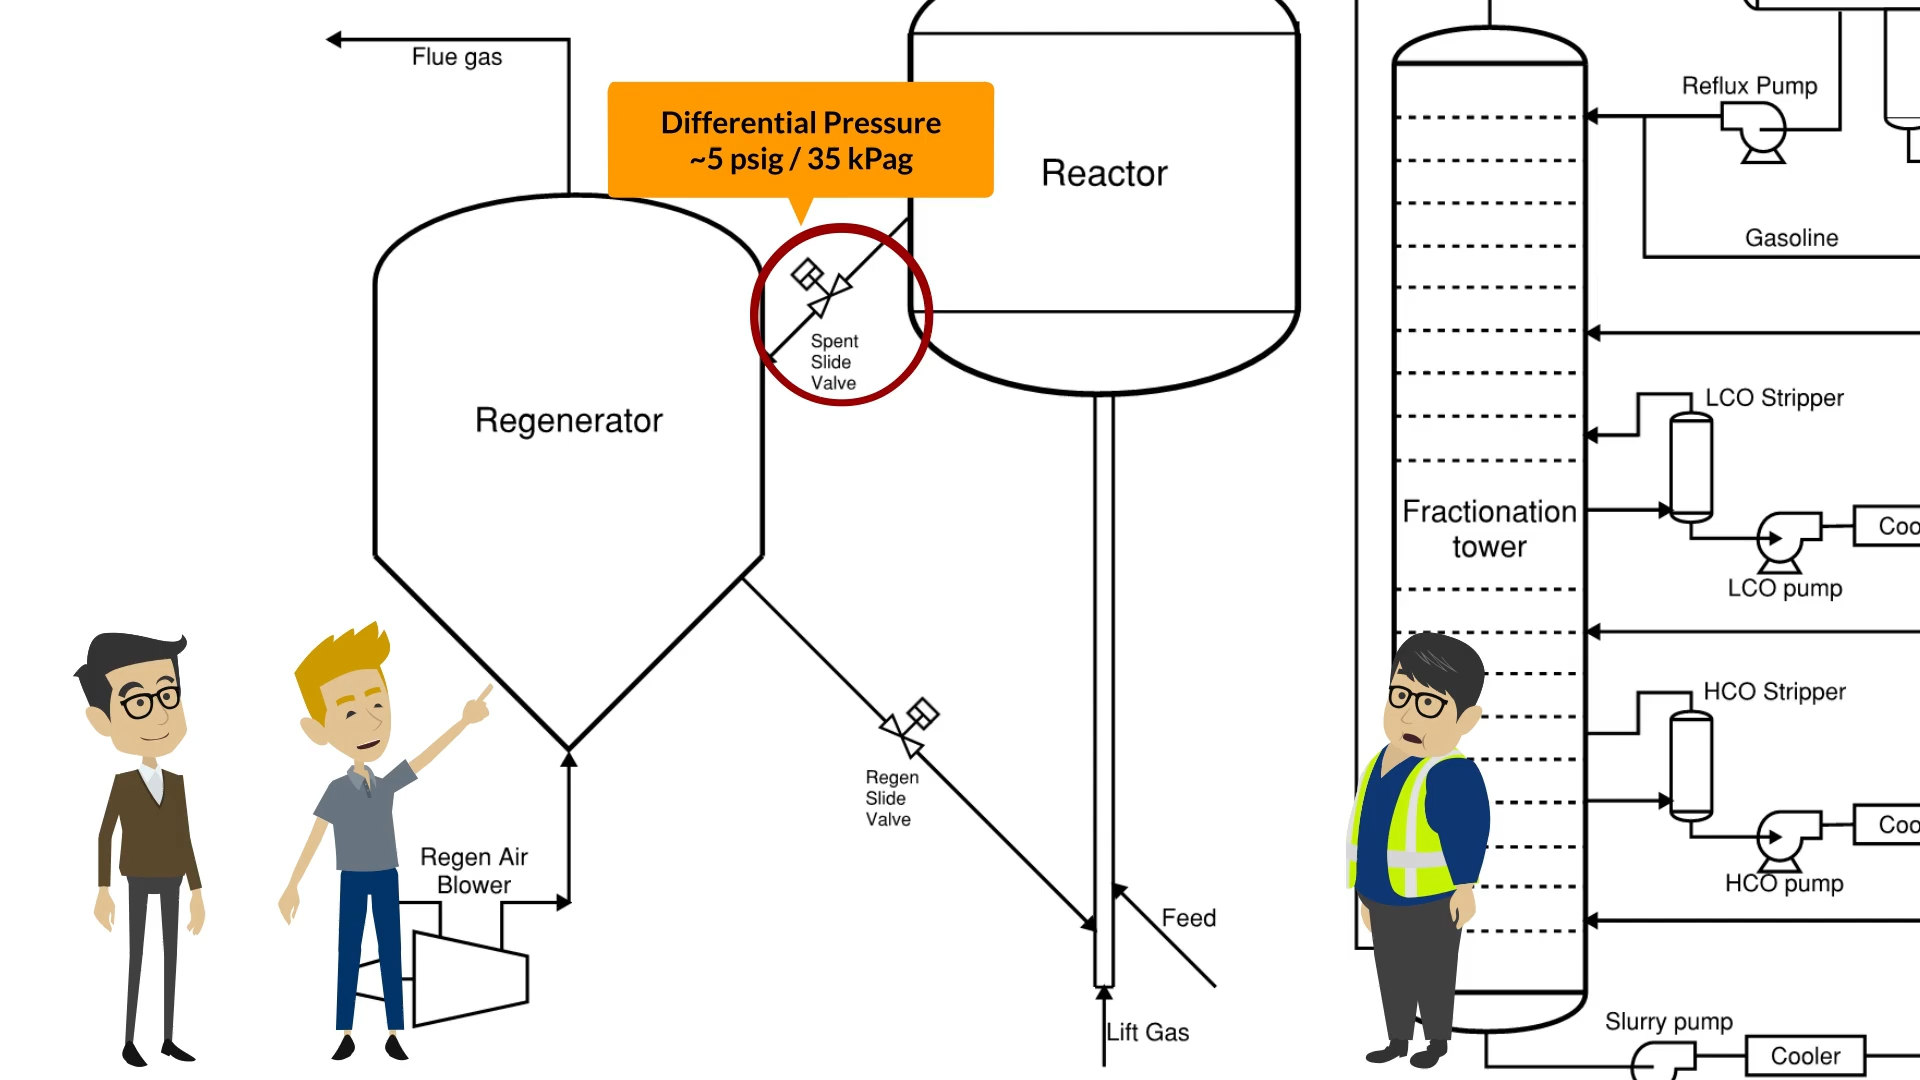 Flue gas
Differential Pressure
~5 psig / 35 kPag
Reactor
Reflux Pump
Gasoline
Spent
Slide
Valve
Regenerator
LCO Stripper
Fractionation
tower
Coo
LCO pump
HCO Stripper
Regen
Slide
Valve
Coo
HCO pump
Regen Air
Blower
Feed
Lift Gas
Slurry pump
Cooler